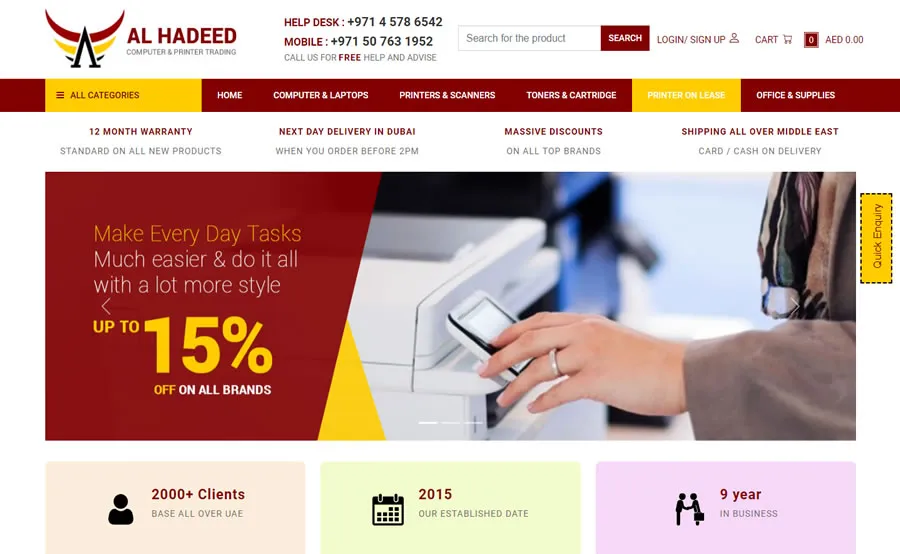 AL HADEED
COMPUTER & PRINTER TRADING
HELP DESK : +971 4 578 6542
MOBILE : +971 50 763 1952
CALL US FOR FREE HELP AND ADVISE
Search for the product
SEARCH
LOGIN/ SIGN UP
CART
0
AED 0.00
ALL CATEGORIES
HOME
COMPUTER & LAPTOPS
PRINTERS & SCANNERS
TONERS & CARTRIDGE
PRINTER ON LEASE
OFFICE & SUPPLIES
12 MONTH WARRANTY
STANDARD ON ALL NEW PRODUCTS
NEXT DAY DELIVERY IN DUBAI
WHEN YOU ORDER BEFORE 2PM
MASSIVE DISCOUNTS
ON ALL TOP BRANDS
SHIPPING ALL OVER MIDDLE EAST
CARD / CASH ON DELIVERY
Make Every Day Tasks
Much easier & do it all
with a lot more style
UP TO 15%
OFF ON ALL BRANDS
Quick Enquiry
2000+ Clients
BASE ALL OVER UAE
2015
OUR ESTABLISHED DATE
9 year
IN BUSINESS